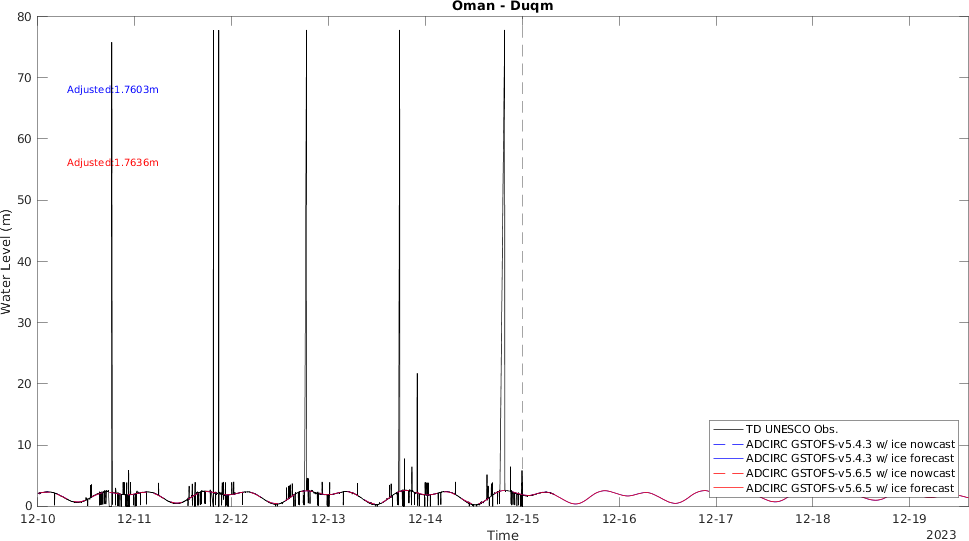 Oman - Duqm
80
70
60
50
40
30
20
10
0
Water Level (m)
Adjusted:1.7603m
Adjusted:1.7636m
TD UNESCO Obs.
ADCIRC GSTOFS-v5.4.3 w/ ice nowcast
ADCIRC GSTOFS-v5.4.3 w/ ice forecast
ADCIRC GSTOFS-v5.6.5 w/ ice nowcast
ADCIRC GSTOFS-v5.6.5 w/ ice forecast
12-10 12-11 12-12 12-13 12-14 12-15 12-16 12-17 12-18 12-19
Time
2023